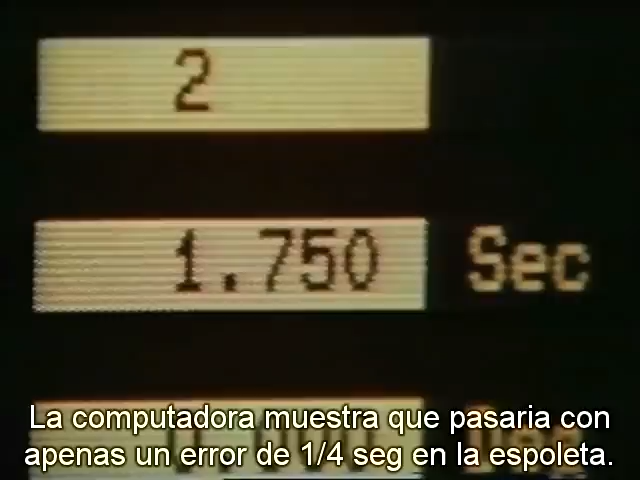 2
1.750 Sec
La computadora muestra que pasaria con
apenas un error de 1/4 seg en la espoleta.